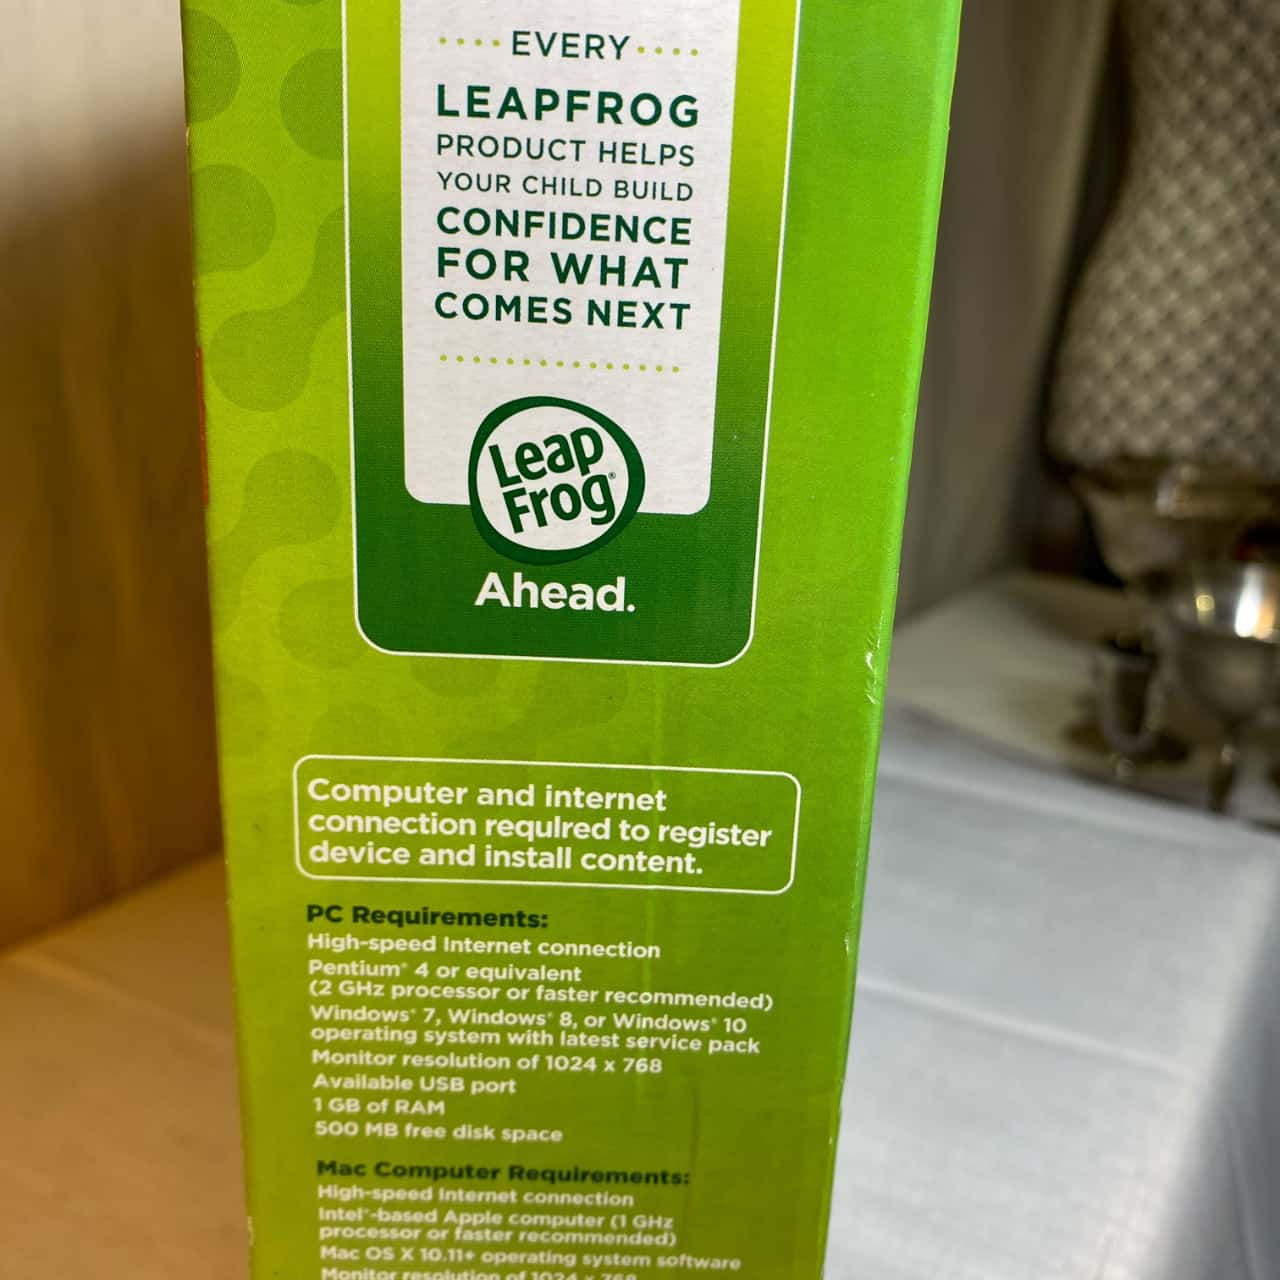 EVERY
LEAPFROG
PRODUCT HELPS
YOUR CHILD BUILD
CONFIDENCE
FOR WHAT
COMES NEXT
Leap
Frog®
Ahead.
Computer and internet
connection required to register
device and install content.
PC Requirements:
High-speed Internet connection
Pentium® 4 or equivalent
(2 GHz processor or faster recommended)
Windows® 7, Windows® 8, or Windows® 10
operating system with latest service pack
Monitor resolution of 1024 x 768
Available USB port
1 GB of RAM
500 MB free disk space
Mac Computer Requirements:
High-speed Internet connection
Intel®-based Apple computer (1 GHz
processor or faster recommended)
Mac OS X 10.11+ operating system software
Monitor resolution of 1024 x 768